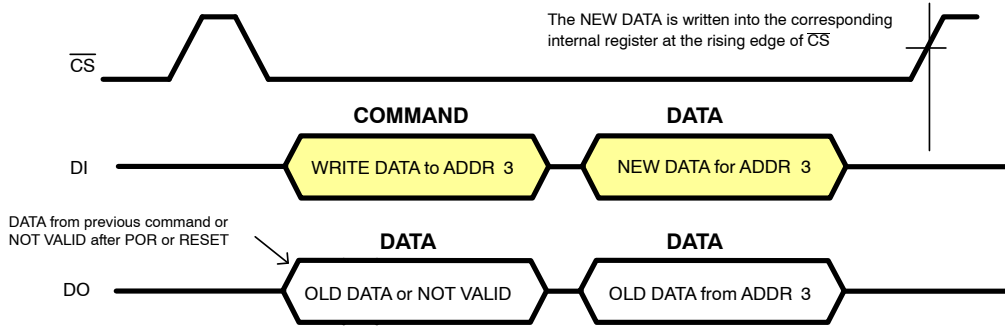 The NEW DATA is written into the corresponding
internal register at the rising edge of CS
CS
COMMAND
DATA
DI
WRITE DATA to ADDR 3
NEW DATA for ADDR 3
DATA from previous command or
NOT VALID after POR or RESET
DATA
DATA
DO
OLD DATA or NOT VALID
OLD DATA from ADDR 3